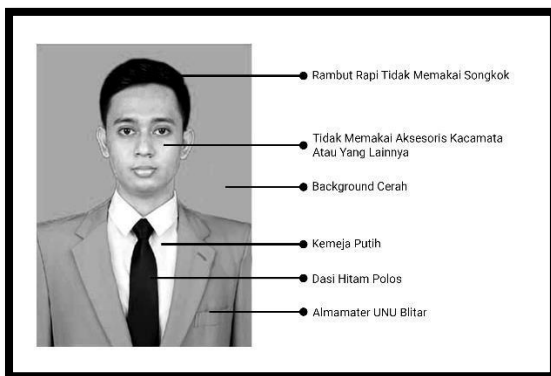 Rambut Rapi Tidak Memakai Songkok
Tidak Memakai Aksesoris Kacamata
Atau Yang Lainnya
Background Cerah
Kemeja Putih
Dasi Hitam Polos
Almamater UNU Blitar